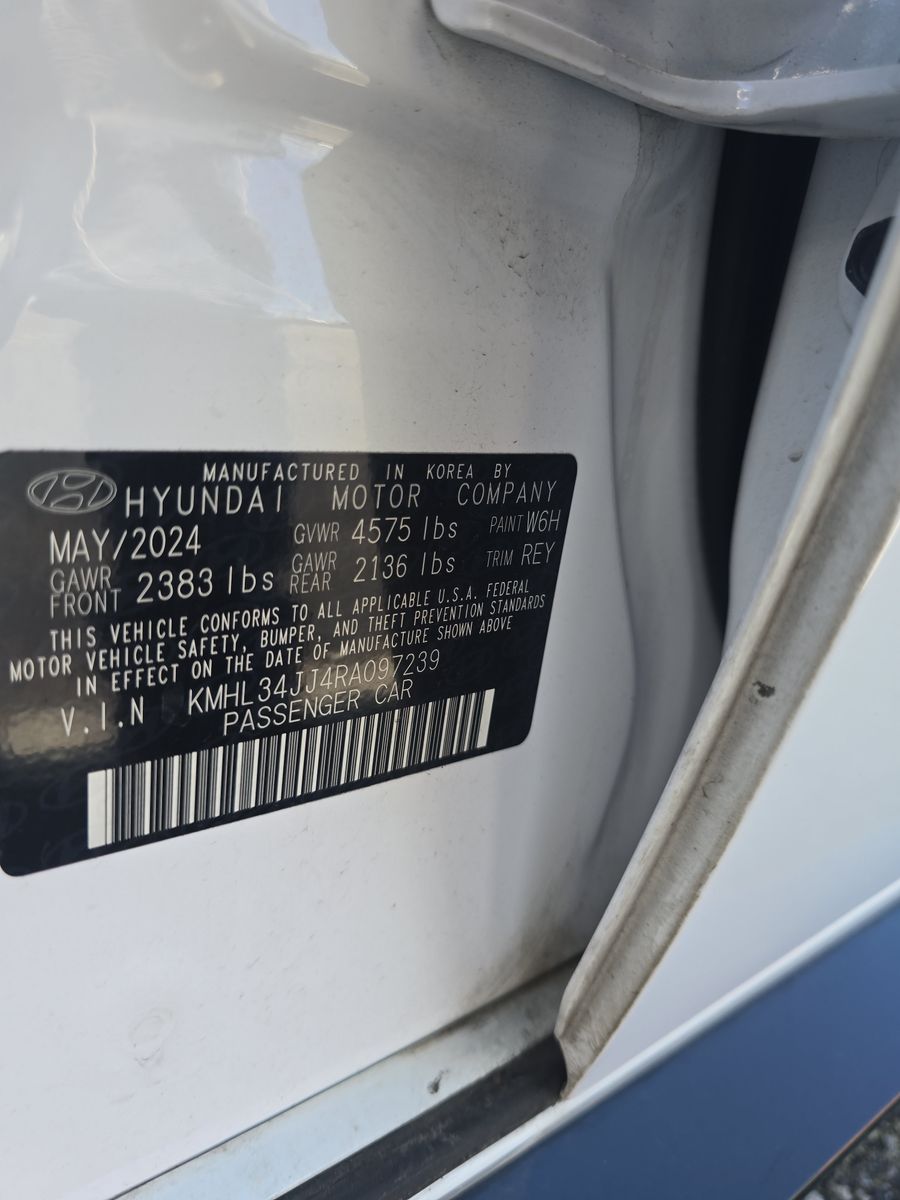 MANUFACTURED IN KOREA BY
HYUNDAI MOTOR COMPANY
MAY/2024 GVWR 4575 lbs PAINT W6H
GAWR FRONT 2383 lbs GAWR REAR 2136 lbs TRIM REY
THIS VEHICLE CONFORMS TO ALL APPLICABLE U.S.A. FEDERAL
MOTOR VEHICLE SAFETY, BUMPER, AND THEFT PREVENTION STANDARDS
IN EFFECT ON THE DATE OF MANUFACTURE SHOWN ABOVE
V.I.N KMHL34JJ4RA097239
PASSENGER CAR